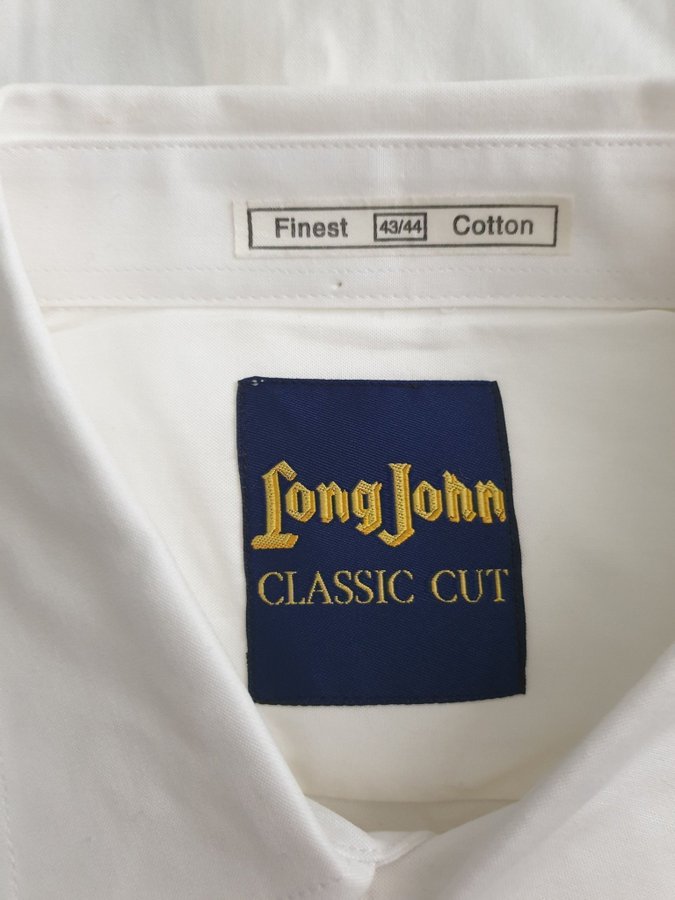 Finest 43/44 Cotton
Long John
CLASSIC CUT